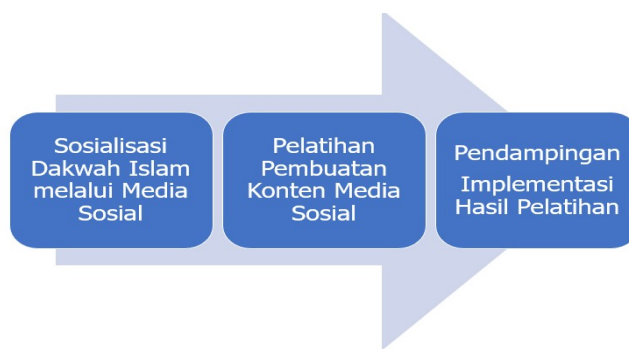 Sosialisasi
Dakwah Islam
melalui Media
Sosial
Pelatihan
Pembuatan
Konten Media
Sosial
Pendampingan
Implementasi
Hasil Pelatihan